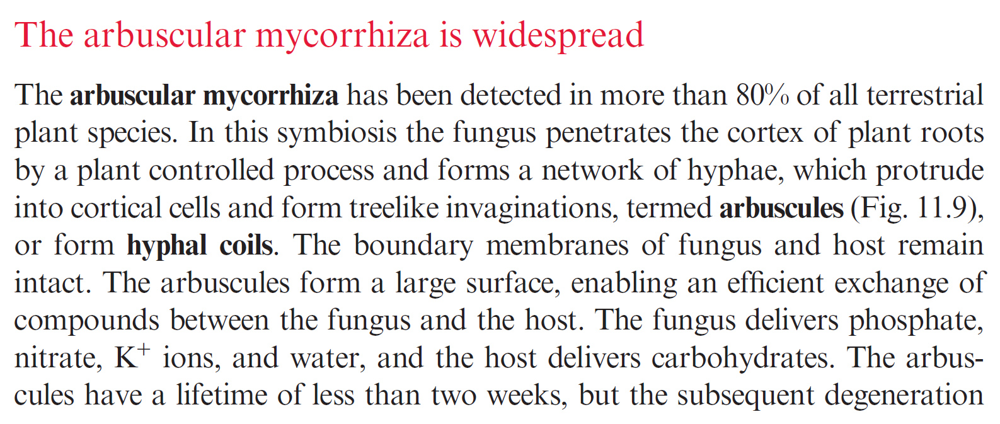 The arbuscular mycorrhiza is widespread
The arbuscular mycorrhiza has been detected in more than 80% of all terrestrial
plant species. In this symbiosis the fungus penetrates the cortex of plant roots
by a plant controlled process and forms a network of hyphae, which protrude
into cortical cells and form treelike invaginations, termed arbuscules (Fig. 11.9),
or form hyphal coils. The boundary membranes of fungus and host remain
intact. The arbuscules form a large surface, enabling an efficient exchange of
compounds between the fungus and the host. The fungus delivers phosphate,
nitrate, K⁺ ions, and water, and the host delivers carbohydrates. The arbus-
cules have a lifetime of less than two weeks, but the subsequent degeneration